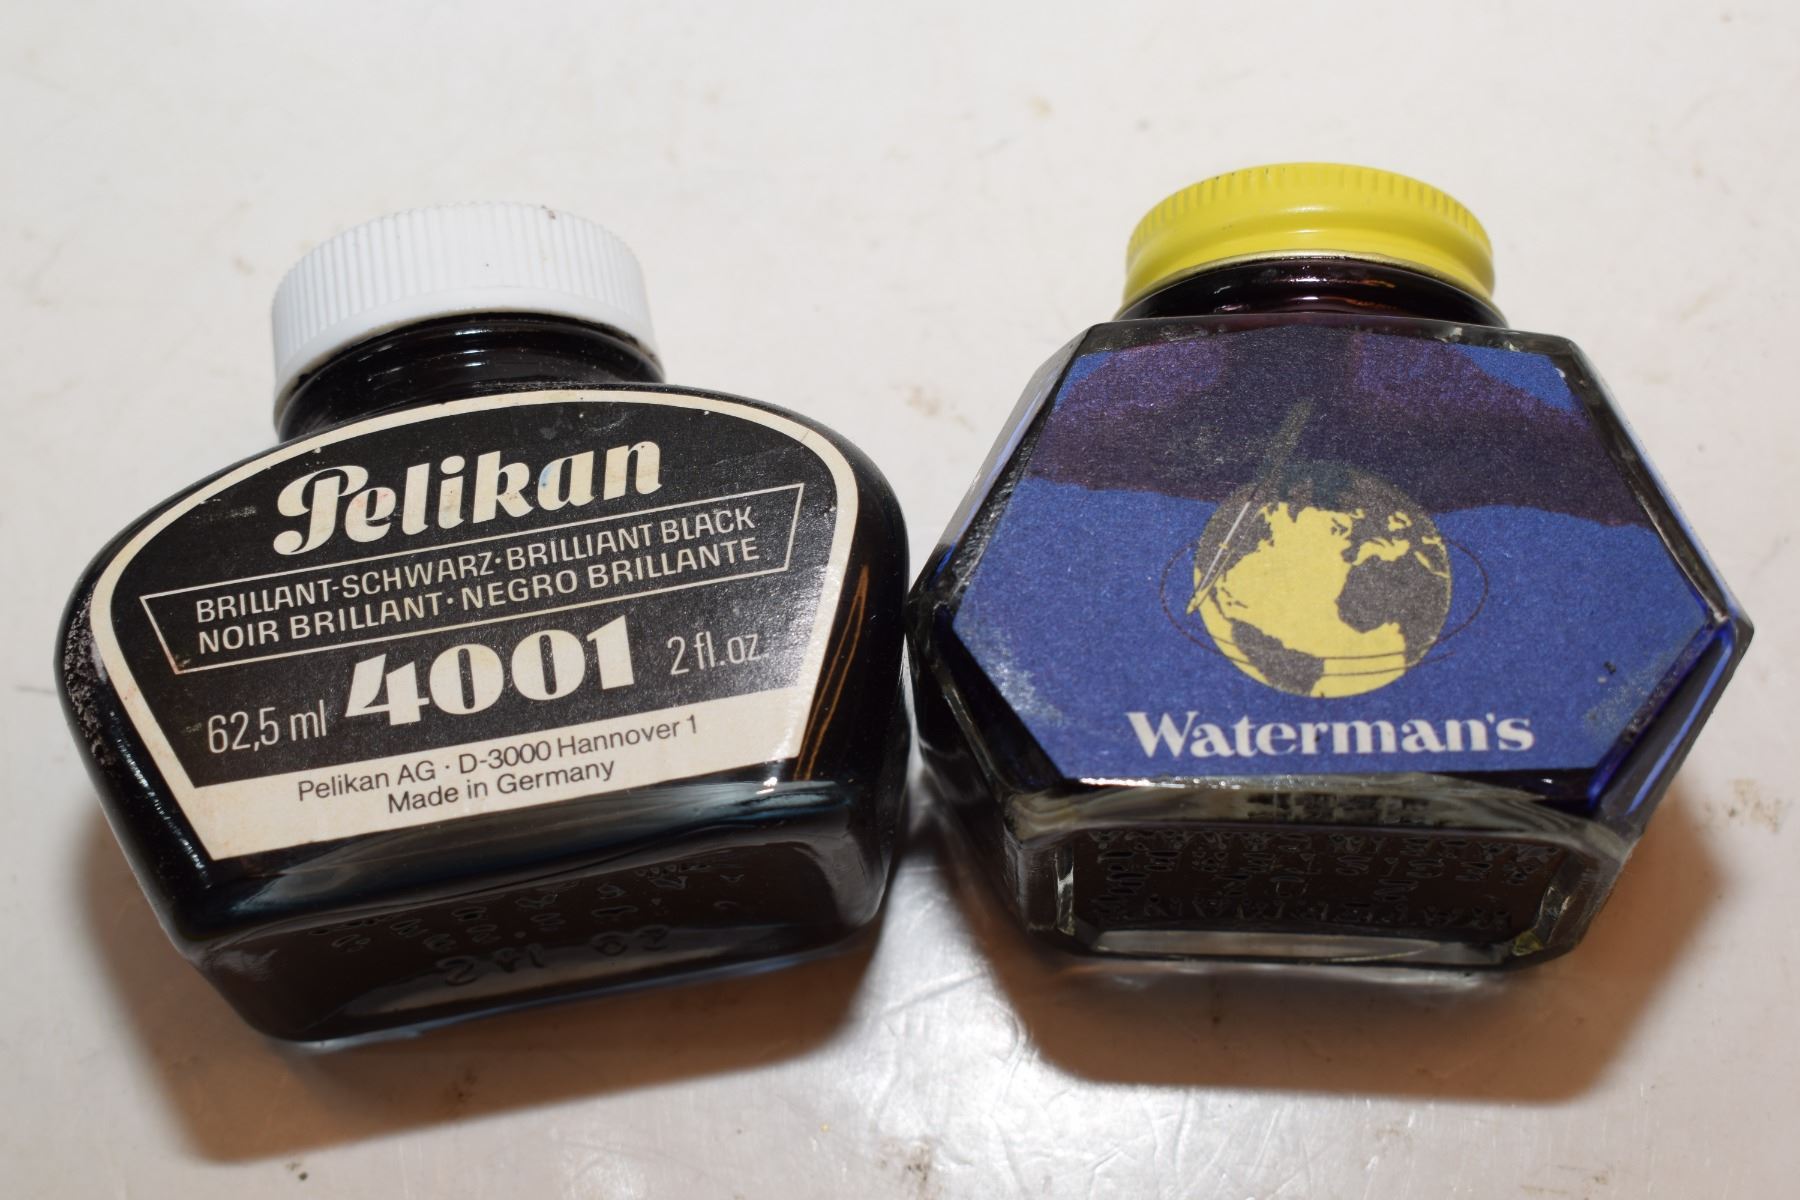 Pelikan
BRILLANT-SCHWARZ·BRILLIANT BLACK
NOIR BRILLANT·NEGRO BRILLANTE
62,5 ml 4001 2 fl.oz
Pelikan AG · D-3000 Hannover 1
Made in Germany
Waterman's